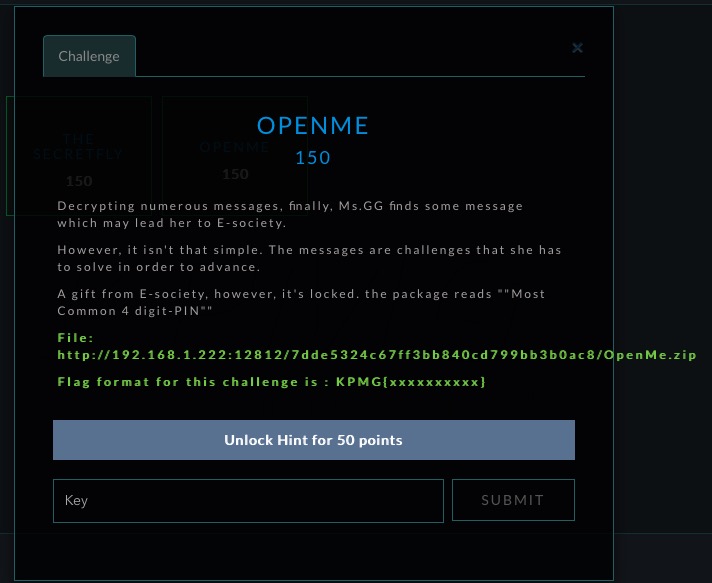 Challenge
×
OPENME
150
THE
SECRETFLY
150
OPENME
150
Decrypting numerous messages, finally, Ms.GG finds some message
which may lead her to E-society.
However, it isn't that simple. The messages are challenges that she has
to solve in order to advance.
A gift from E-society, however, it's locked. the package reads ""Most
Common 4 digit-PIN""
File:
http://192.168.1.222:12812/7dde5324c67ff3bb840cd799bb3b0ac8/OpenMe.zip
Flag format for this challenge is : KPMG{xxxxxxxxxx}
Unlock Hint for 50 points
Key
SUBMIT